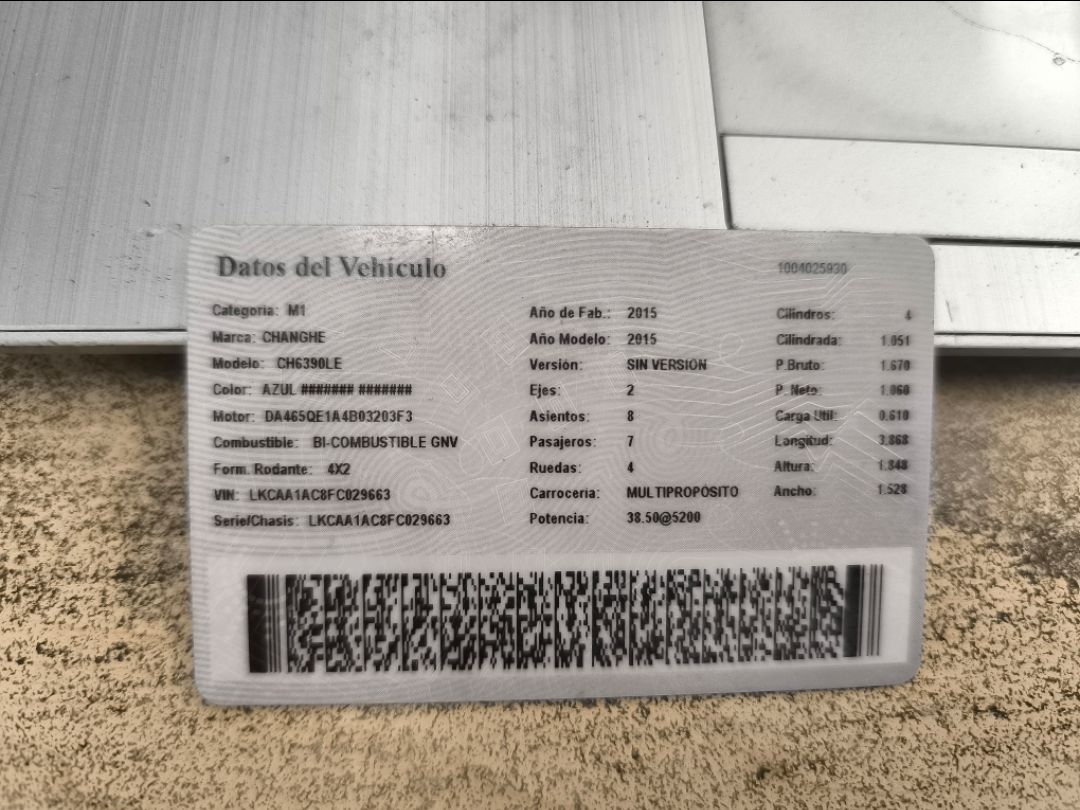 Datos del Vehículo
1004025930
Categoria: M1
Marca: CHANGHE
Modelo: CH6390LE
Color: AZUL ####### #######
Motor: DA465QE1A4B03203F3
Combustible: BI-COMBUSTIBLE GNV
Form. Rodante: 4X2
VIN: LKCAA1AC8FC029663
Serie/Chasis: LKCAA1AC8FC029663
Año de Fab.: 2015
Año Modelo: 2015
Versión: SIN VERSION
Ejes: 2
Asientos: 8
Pasajeros: 7
Ruedas: 4
Carrocería: MULTIPROPÓSITO
Potencia: 38.50@5200
Cilindros: 4
Cilindrada: 1.051
P.Bruto: 1.670
P. Neto: 1.060
Carga Util: 0.610
Longitud: 3.868
Altura: 1.848
Ancho: 1.528